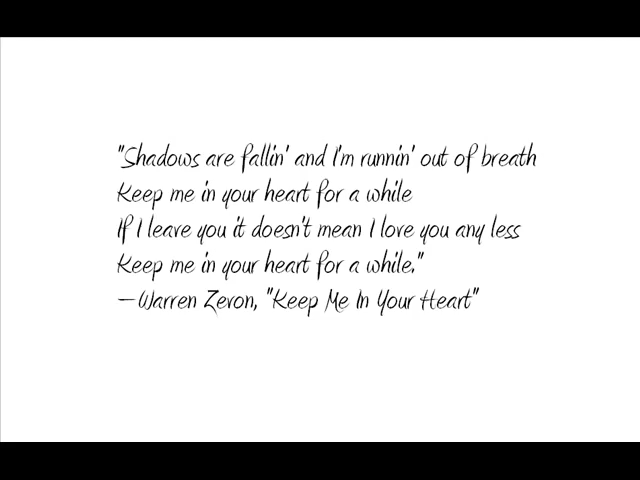 "Shadows are fallin' and I'm runnin' out of breath
Keep me in your heart for a while
If I leave you it doesn't mean I love you any less
Keep me in your heart for a while."
—Warren Zevon, "Keep Me In Your Heart"